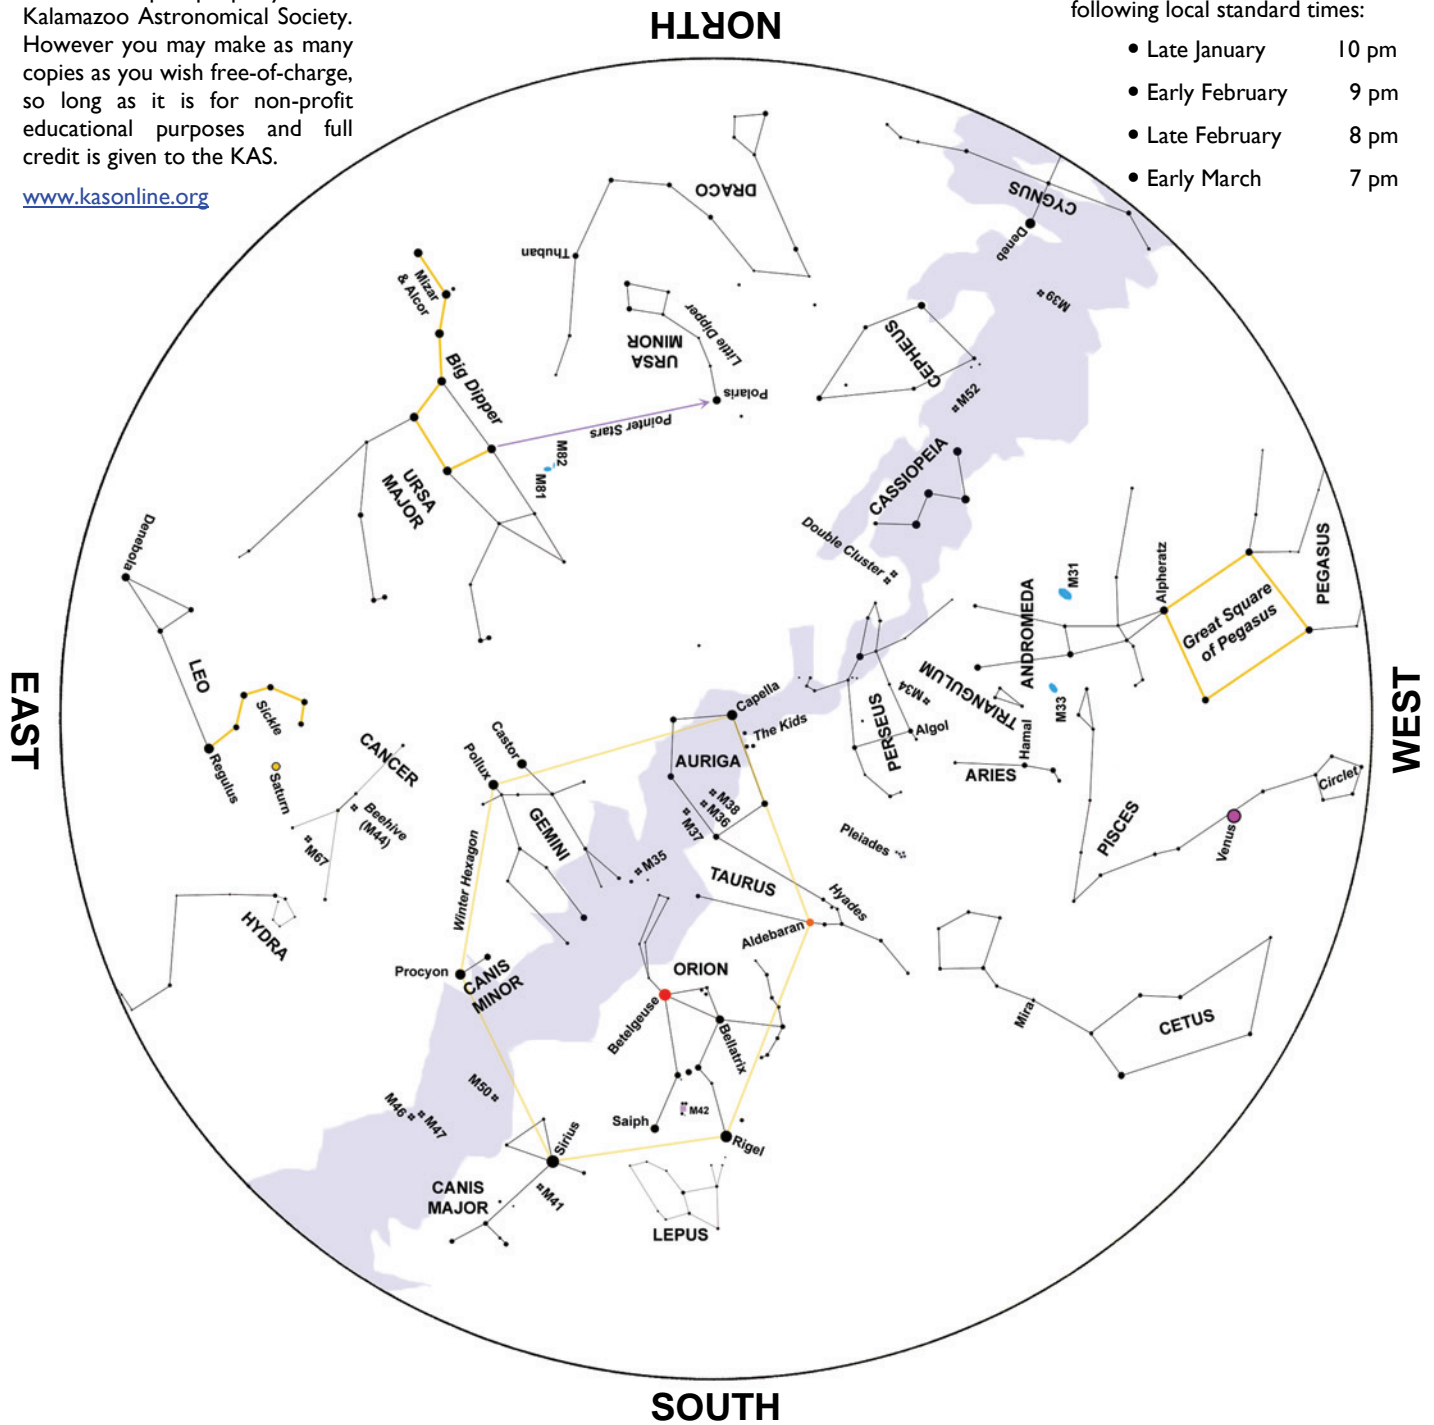 Kalamazoo Astronomical Society.
However you may make as many
copies as you wish free-of-charge,
so long as it is for non-profit
educational purposes and full
credit is given to the KAS.
www.kasonline.org
following local standard times:
• Late January 10 pm
• Early February 9 pm
• Late February 8 pm
• Early March 7 pm
NORTH
DRACO
CYGNUS
Deneb
Thuban
Mizar
& Alcor
M39
URSA
MINOR
Little Dipper
CEPHEUS
Big Dipper
Polaris
Pointer Stars
M52
M82
M81
URSA
MAJOR
CASSIOPEIA
Double Cluster
Denebola
PEGASUS
Alpheratz
M31
Great Square
of Pegasus
ANDROMEDA
LEO
Sickle
EAST
WEST
Capella
The Kids
M34
TRIANGULUM
M33
PERSEUS
Algol
Hamal
ARIES
Castor
Pollux
CANCER
Regulus
Saturn
AURIGA
M38
M36
M37
Circlet
Beehive
(M44)
M67
GEMINI
Winter Hexagon
Pleiades
PISCES
Venus
M35
TAURUS
Hyades
Aldebaran
HYDRA
Procyon
CANIS
MINOR
ORION
Betelgeuse
Bellatrix
Mira
CETUS
M50
M46
M47
M42
Saiph
Rigel
Sirius
M41
CANIS
MAJOR
LEPUS
SOUTH